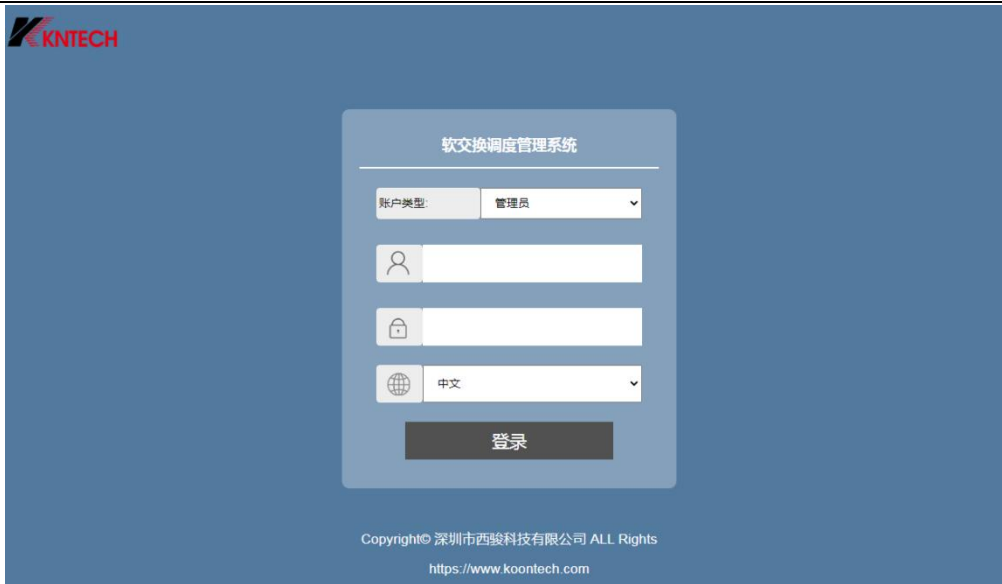 KNTECH
软交换调度管理系统
账户类型: 管理员
中文
登录
Copyright© 深圳市西骏科技有限公司 ALL Rights
https://www.koontech.com